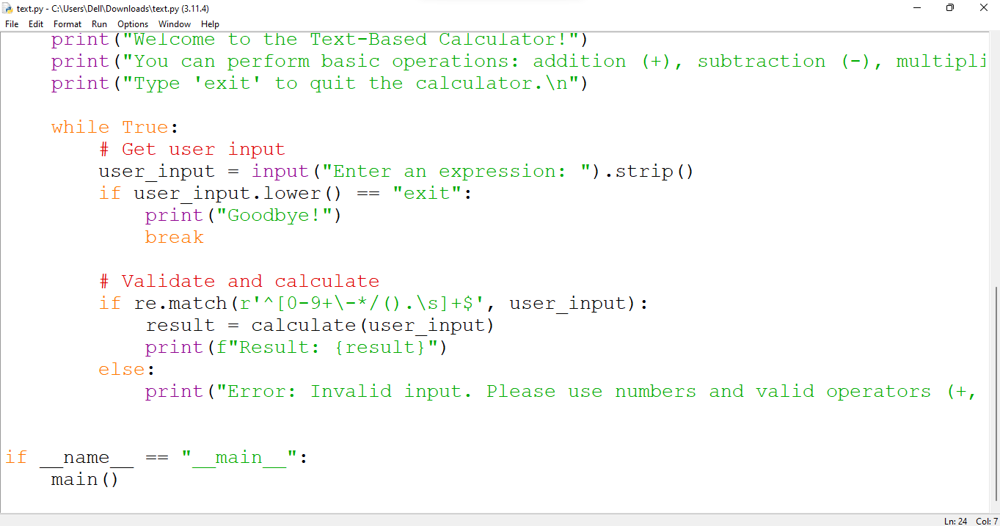 text.py - C:\Users\Dell\Downloads\text.py (3.11.4)
File Edit Format Run Options Window Help
    print("Welcome to the Text-Based Calculator!")
    print("You can perform basic operations: addition (+), subtraction (-), multipli
    print("Type 'exit' to quit the calculator.\n")

    while True:
        # Get user input
        user_input = input("Enter an expression: ").strip()
        if user_input.lower() == "exit":
            print("Goodbye!")
            break

        # Validate and calculate
        if re.match(r'^[0-9+\-*/().\s]+$', user_input):
            result = calculate(user_input)
            print(f"Result: {result}")
        else:
            print("Error: Invalid input. Please use numbers and valid operators (+,

if __name__ == "__main__":
    main()
Ln: 24 Col: 7